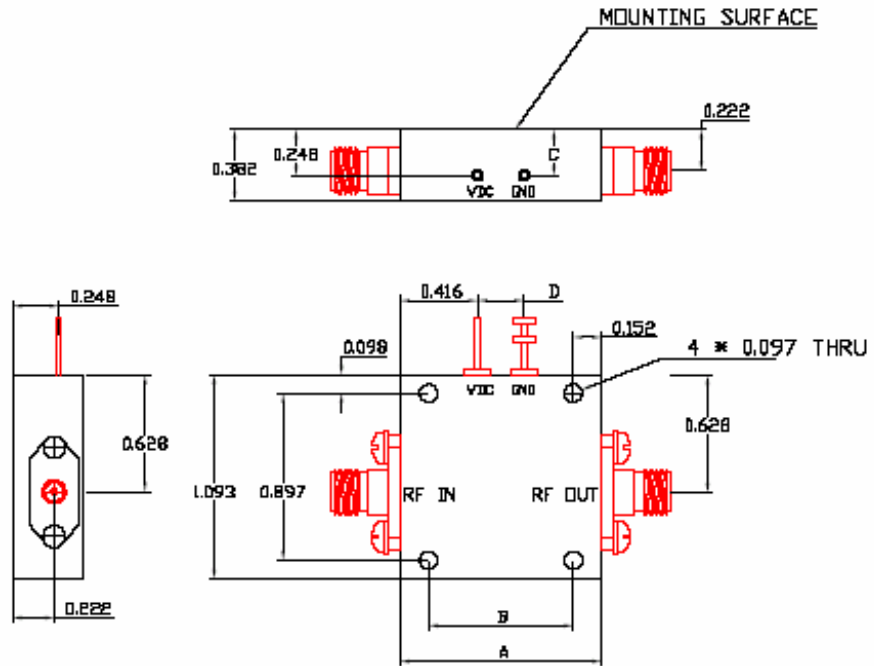 MOUNTING SURFACE
0.222
0.382
0.248
C
VDC GND
0.248
0.416
D
0.152
0.098
4 * 0.097 THRU
VDC GND
0.628
0.628
1.093
0.897
RF IN
RF OUT
0.222
B
A